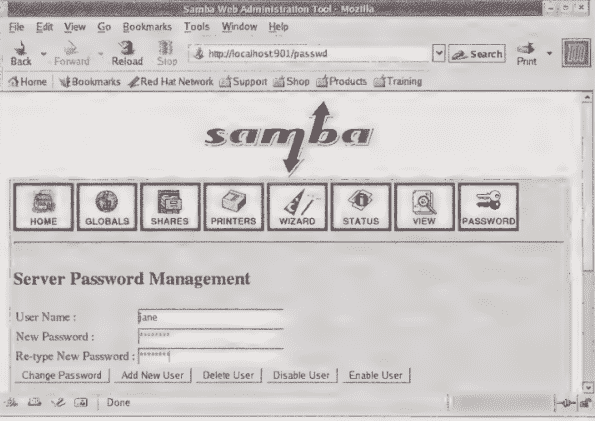 Samba Web Administration Tool - Mozilla
File Edit View Go Bookmarks Tools Window Help
Back Forward Reload Stop http://localhost:901/passwd Search Print
Home Bookmarks Red Hat Network Support Shop Products Training
samba
HOME GLOBALS SHARES PRINTERS WIZARD STATUS VIEW PASSWORD
Server Password Management
User Name : jane
New Password : ********
Re-type New Password : ********
Change Password Add New User Delete User Disable User Enable User
Done